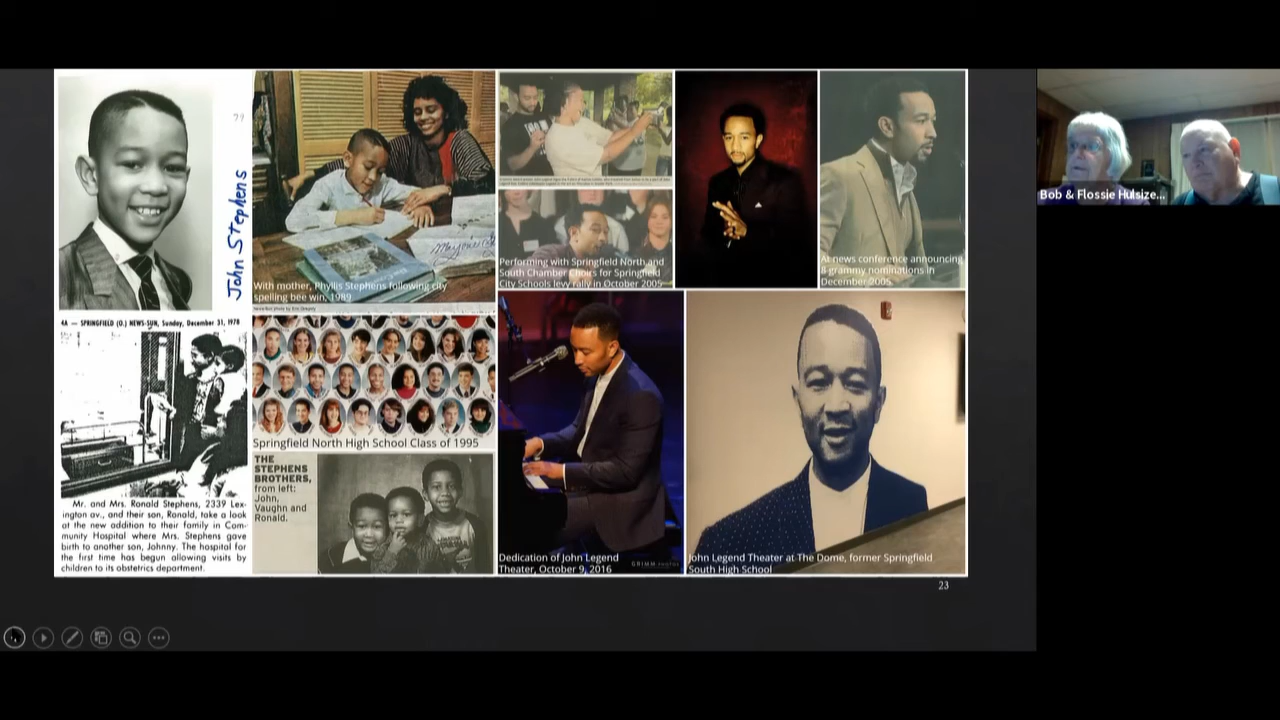 79
John Stephens
4A — SPRINGFIELD (O.) NEWS-SUN, Sunday, December 31, 1978
Mr. and Mrs. Ronald Stephens, 2339 Lex-
ington av., and their son, Ronald, take a look
at the new addition to their family in Com-
munity Hospital where Mrs. Stephens gave
birth to another son, Johnny. The hospital for
the first time has begun allowing visits by
children to its obstetrics department.
With mother, Phyllis Stephens following city
spelling bee win, 1989
Springfield North High School Class of 1995
THE
STEPHENS
BROTHERS,
from left:
John,
Vaughn and
Ronald.
Performing with Springfield North and
South Chamber Choirs for Springfield
City Schools levy rally in October 2005
At news conference announcing
8 grammy nominations in
December 2005
Dedication of John Legend
Theater, October 9, 2016
John Legend Theater at The Dome, former Springfield
South High School
23
Bob & Flossie Hulsize...